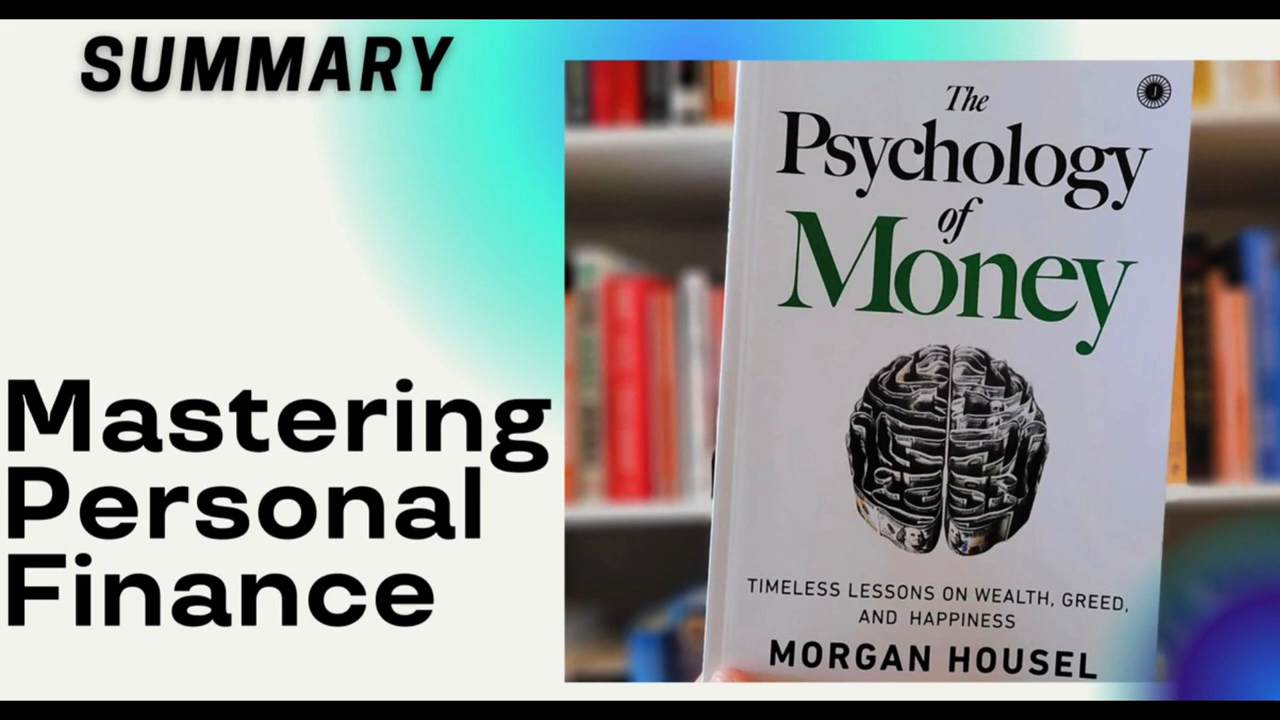 SUMMARY
Mastering
Personal
Finance
The
Psychology
of
Money
TIMELESS LESSONS ON WEALTH, GREED,
AND HAPPINESS
MORGAN HOUSEL